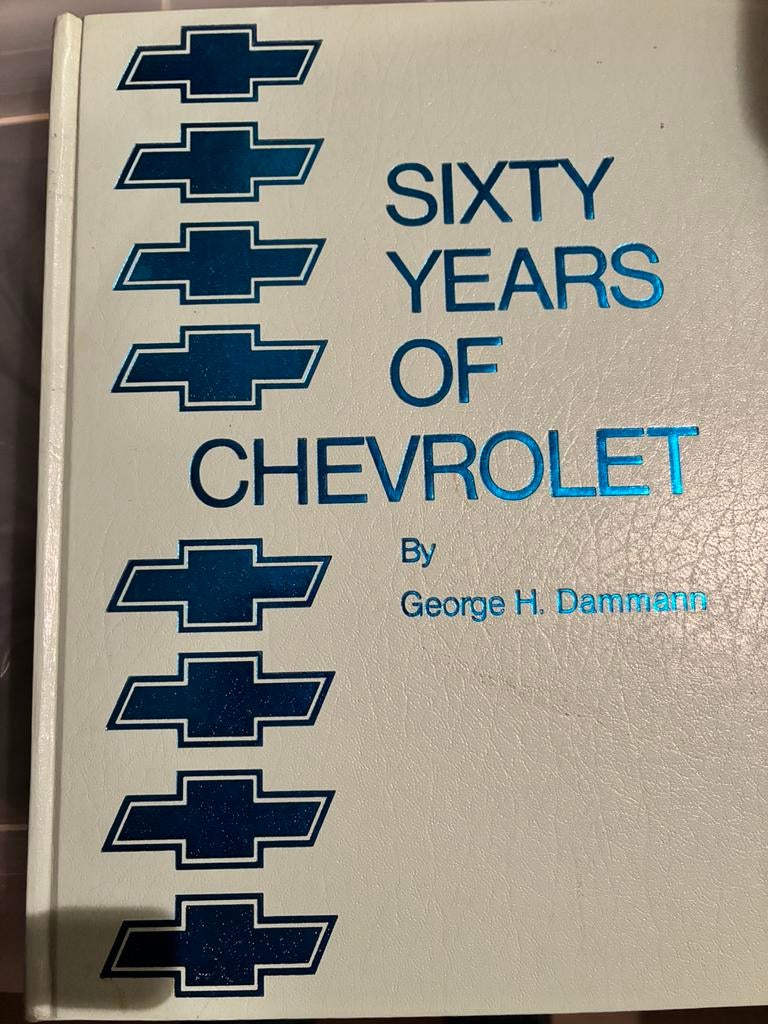 SIXTY
YEARS
OF
CHEVROLET
By
George H. Dammann